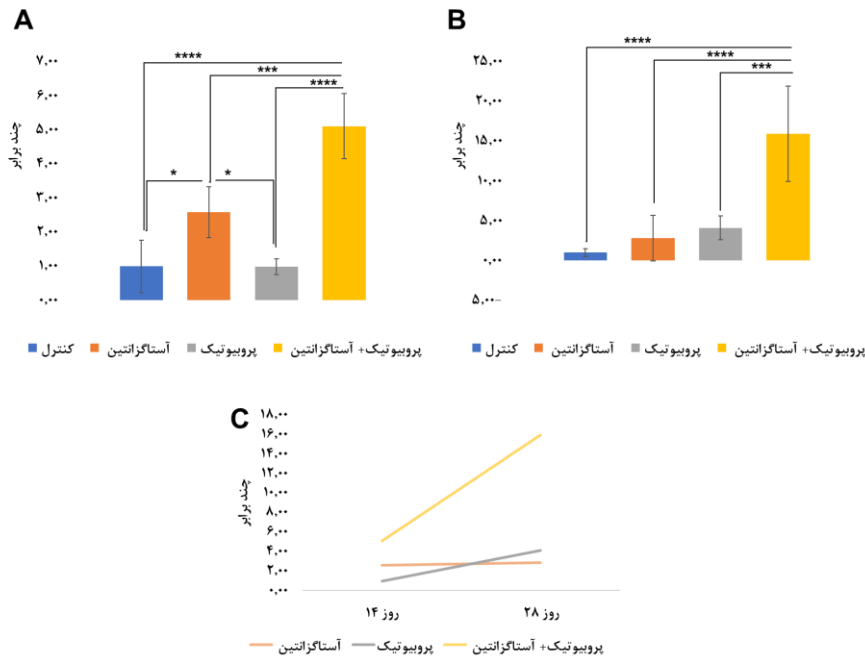 A
چند برابر
۷,۰۰
۶,۰۰
۵,۰۰
۴,۰۰
۳,۰۰
۲,۰۰
۱,۰۰
۰,۰۰
****
***
****
*
*
کنترل
آستاگزانتین
پروبیوتیک
پروبیوتیک+ آستاگزانتین
B
چند برابر
۲۵,۰۰
۲۰,۰۰
۱۵,۰۰
۱۰,۰۰
۵,۰۰
,۰۰
۵,۰۰–
****
****
***
کنترل
آستاگزانتین
پروبیوتیک
پروبیوتیک+ آستاگزانتین
C
چند برابر
۱۸,۰۰
۱۶,۰۰
۱۴,۰۰
۱۲,۰۰
۱۰,۰۰
۸,۰۰
۶,۰۰
۴,۰۰
۲,۰۰
۰,۰۰
روز ۱۴
روز ۲۸
آستاگزانتین
پروبیوتیک
پروبیوتیک+ آستاگزانتین